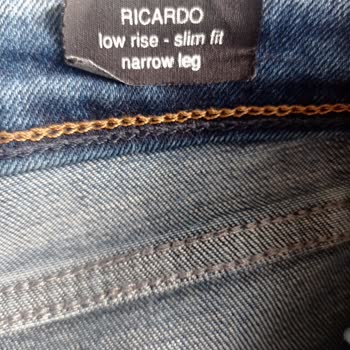 RICARDO
low rise - slim fit
narrow leg